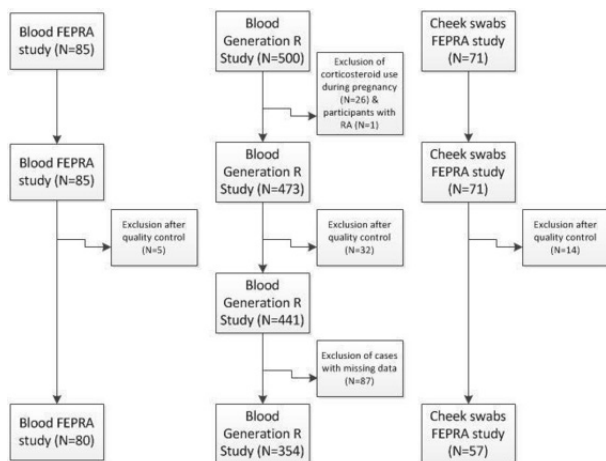 Blood FEPRA
study (N=85)
Blood
Generation R
Study (N=500)
Cheek swabs
FEPRA study
(N=71)
Exclusion of
corticosteroid use
during pregnancy
(N=26) &
participants with
RA (N=1)
Blood FEPRA
study (N=85)
Blood
Generation R
Study (N=473)
Cheek swabs
FEPRA study
(N=71)
Exclusion after
quality control
(N=5)
Exclusion after
quality control
(N=32)
Exclusion after
quality control
(N=14)
Blood
Generation R
Study (N=441)
Exclusion of cases
with missing data
(N=87)
Blood FEPRA
study (N=80)
Blood
Generation R
Study (N=354)
Cheek swabs
FEPRA study
(N=57)